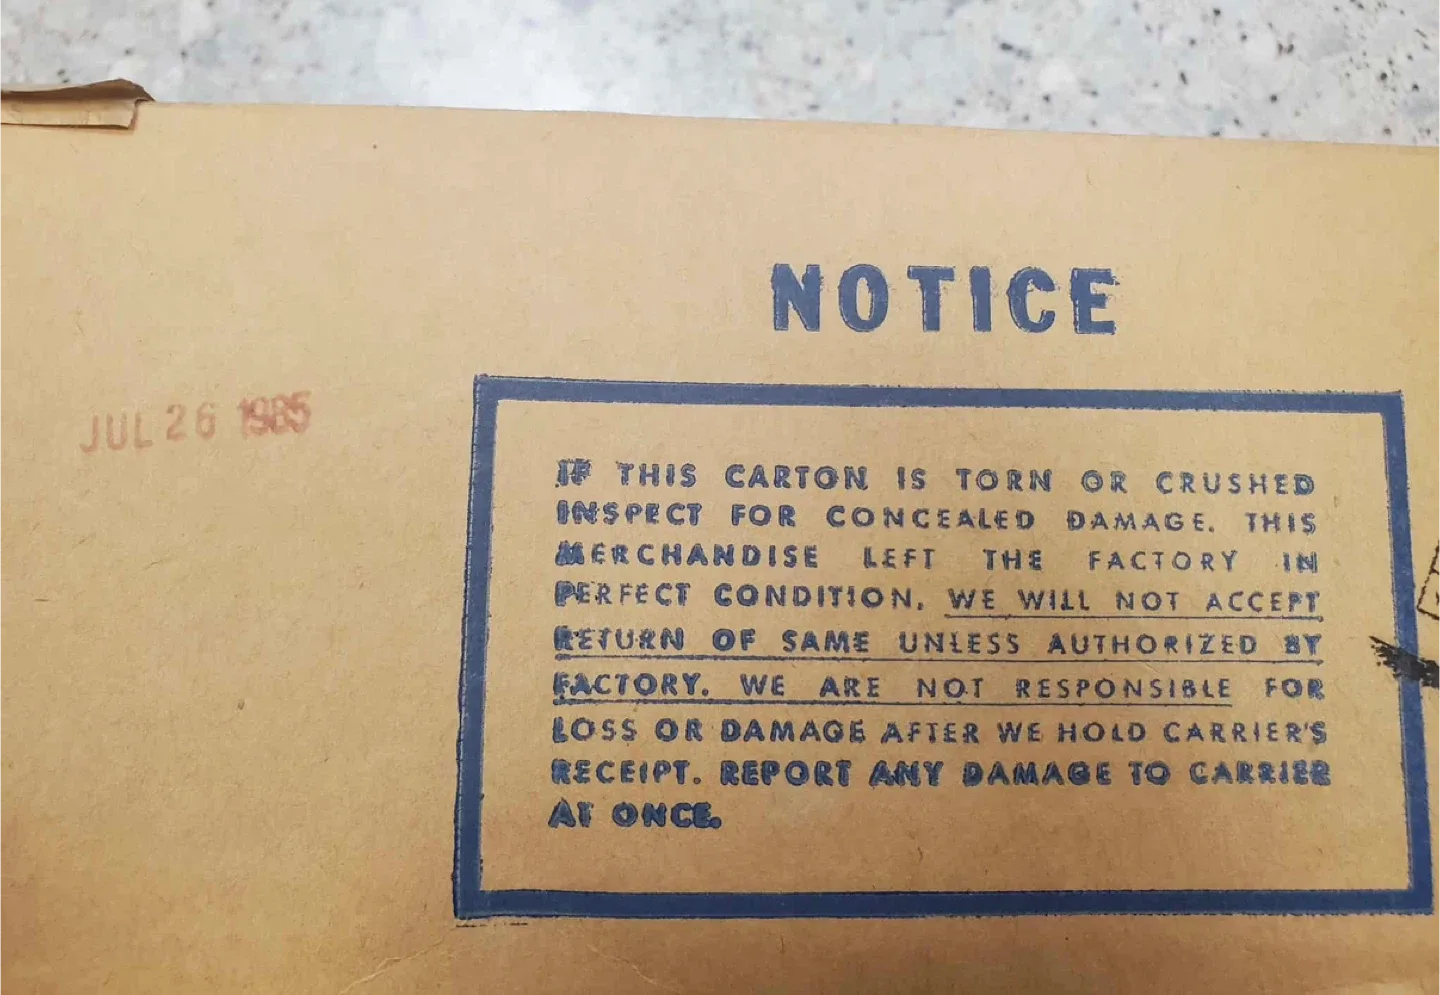 NOTICE
JUL 26 1985
IF THIS CARTON IS TORN OR CRUSHED
INSPECT FOR CONCEALED DAMAGE. THIS
MERCHANDISE LEFT THE FACTORY IN
PERFECT CONDITION. WE WILL NOT ACCEPT
RETURN OF SAME UNLESS AUTHORIZED BY
FACTORY. WE ARE NOT RESPONSIBLE FOR
LOSS OR DAMAGE AFTER WE HOLD CARRIER'S
RECEIPT. REPORT ANY DAMAGE TO CARRIER
AT ONCE.